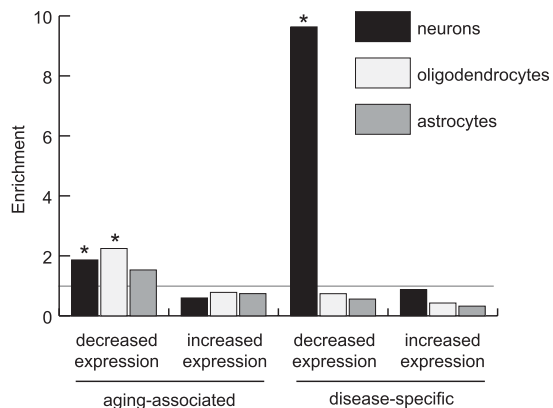 10
8
6
4
2
0
Enrichment
*
*
*
neurons
oligodendrocytes
astrocytes
decreased expression
increased expression
decreased expression
increased expression
aging-associated
disease-specific